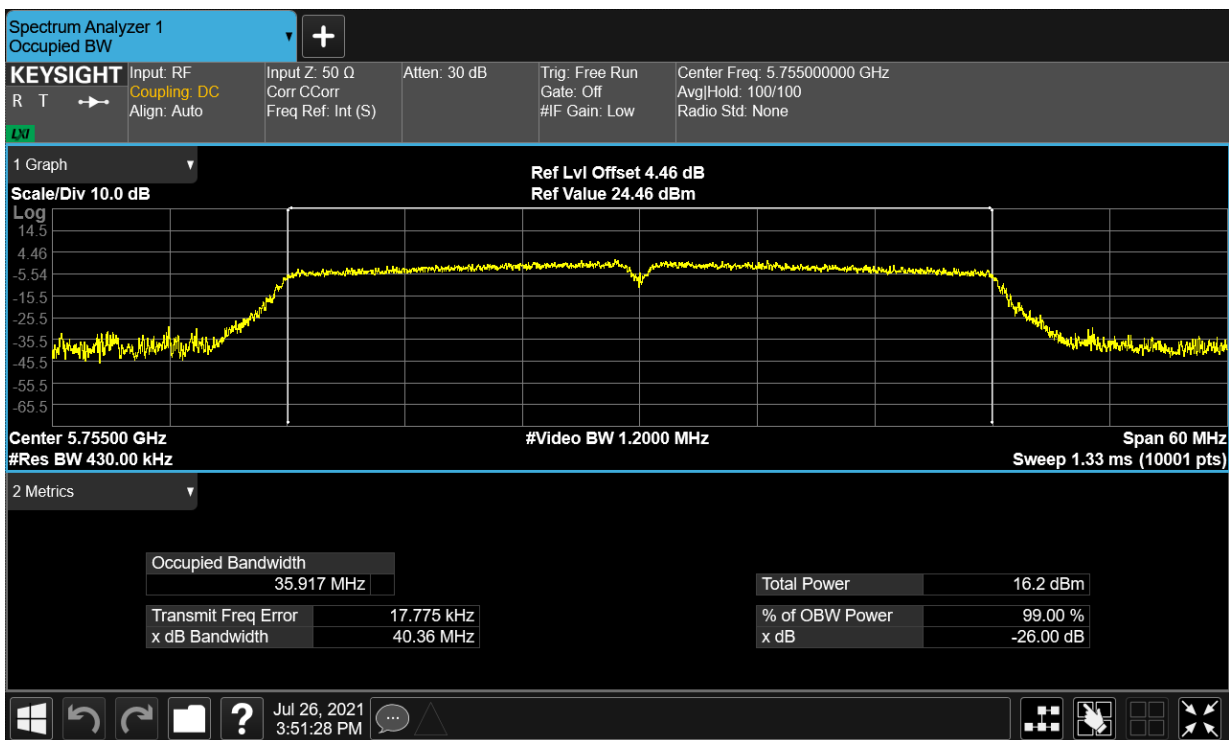 Spectrum Analyzer 1
Occupied BW
KEYSIGHT
R T
LXI
Input: RF
Coupling: DC
Align: Auto
Input Z: 50 Ω
Corr CCorr
Freq Ref: Int (S)
Atten: 30 dB
Trig: Free Run
Gate: Off
#IF Gain: Low
Center Freq: 5.755000000 GHz
Avg|Hold: 100/100
Radio Std: None
1 Graph
Scale/Div 10.0 dB
Ref Lvl Offset 4.46 dB
Ref Value 24.46 dBm
Log
14.5
4.46
-5.54
-15.5
-25.5
-35.5
-45.5
-55.5
-65.5
Center 5.75500 GHz
#Video BW 1.2000 MHz
Span 60 MHz
#Res BW 430.00 kHz
Sweep 1.33 ms (10001 pts)
2 Metrics
Occupied Bandwidth
35.917 MHz
Total Power 16.2 dBm
Transmit Freq Error 17.775 kHz
% of OBW Power 99.00 %
x dB Bandwidth 40.36 MHz
x dB -26.00 dB
?
Jul 26, 2021
3:51:28 PM